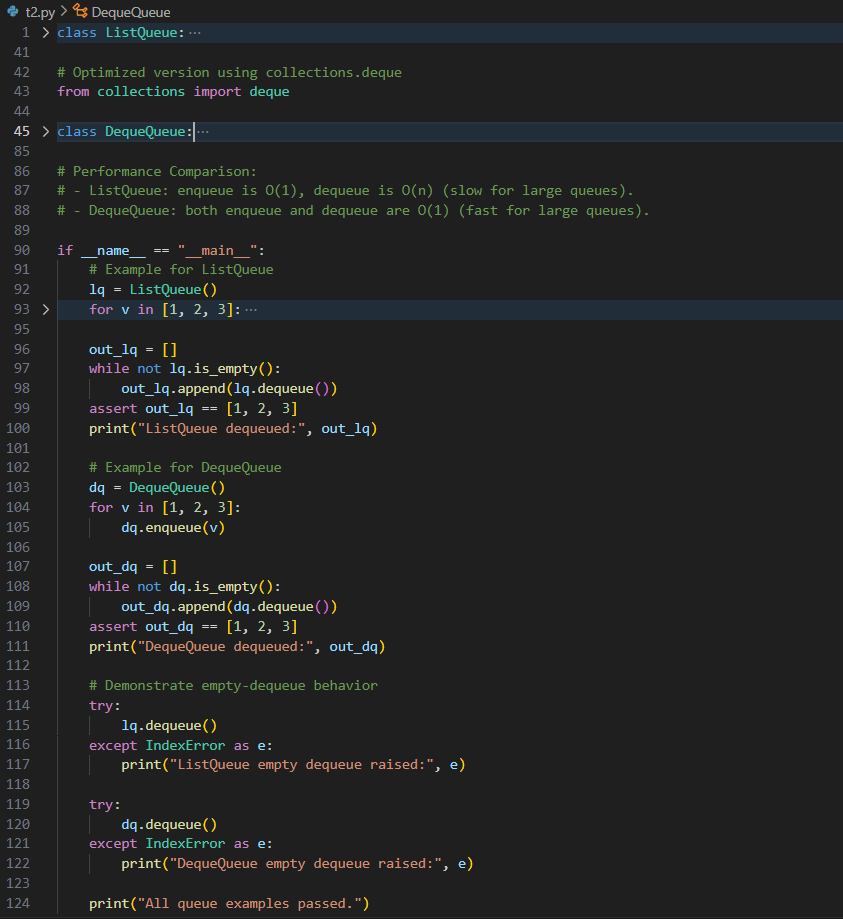 t2.py > DequeQueue
1 > class ListQueue: ···
41
42 # Optimized version using collections.deque
43 from collections import deque
44
45 > class DequeQueue: ···
85
86 # Performance Comparison:
87 # - ListQueue: enqueue is O(1), dequeue is O(n) (slow for large queues).
88 # - DequeQueue: both enqueue and dequeue are O(1) (fast for large queues).
89
90 if __name__ == "__main__":
91     # Example for ListQueue
92     lq = ListQueue()
93 >     for v in [1, 2, 3]: ···
95
96     out_lq = []
97     while not lq.is_empty():
98         out_lq.append(lq.dequeue())
99     assert out_lq == [1, 2, 3]
100     print("ListQueue dequeued:", out_lq)
101
102     # Example for DequeQueue
103     dq = DequeQueue()
104     for v in [1, 2, 3]:
105         dq.enqueue(v)
106
107     out_dq = []
108     while not dq.is_empty():
109         out_dq.append(dq.dequeue())
110     assert out_dq == [1, 2, 3]
111     print("DequeQueue dequeued:", out_dq)
112
113     # Demonstrate empty-dequeue behavior
114     try:
115         lq.dequeue()
116     except IndexError as e:
117         print("ListQueue empty dequeue raised:", e)
118
119     try:
120         dq.dequeue()
121     except IndexError as e:
122         print("DequeQueue empty dequeue raised:", e)
123
124     print("All queue examples passed.")